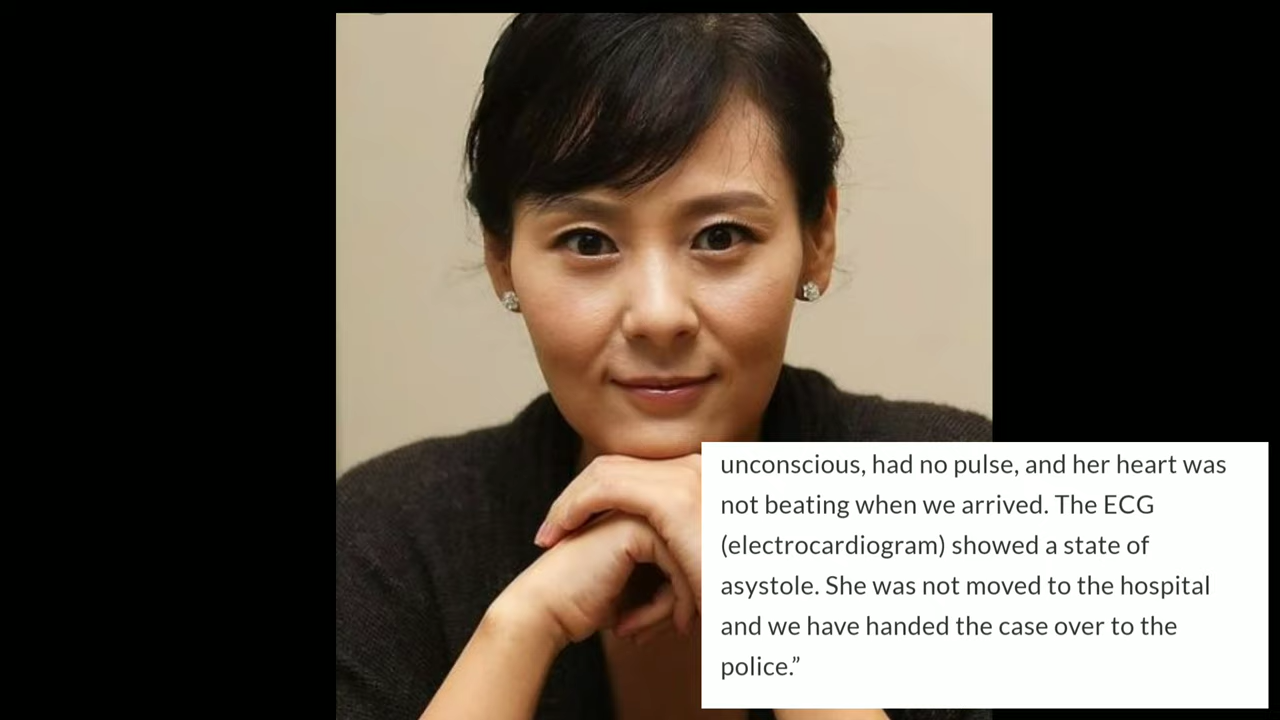 unconscious, had no pulse, and her heart was
not beating when we arrived. The ECG
(electrocardiogram) showed a state of
asystole. She was not moved to the hospital
and we have handed the case over to the
police.”